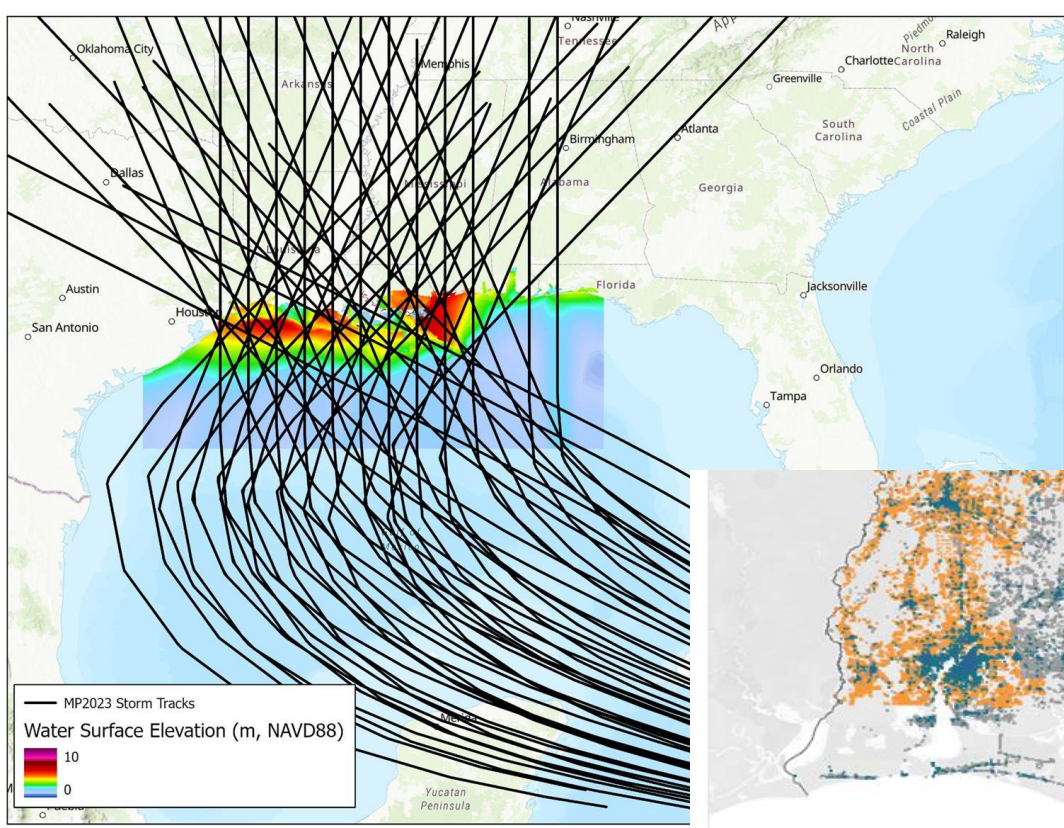 Nashville
Tennessee
App
Piedmo
Raleigh
North
Carolina
Oklahoma City
Memphis
Charlotte
Arkansas
Greenville
Coastal Plain
South
Carolina
Birmingham
Atlanta
Dallas
Mississippi
Alabama
Georgia
Louisiana
Florida
Jacksonville
Austin
Houston
San Antonio
Orlando
Tampa
MP2023 Storm Tracks
Water Surface Elevation (m, NAVD88)
10
0
Yucatan
Peninsula